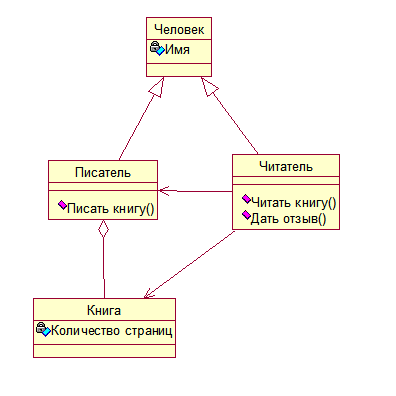 Человек
Имя
Писатель
Писать книгу()
Читатель
Читать книгу()
Дать отзыв()
Книга
Количество страниц